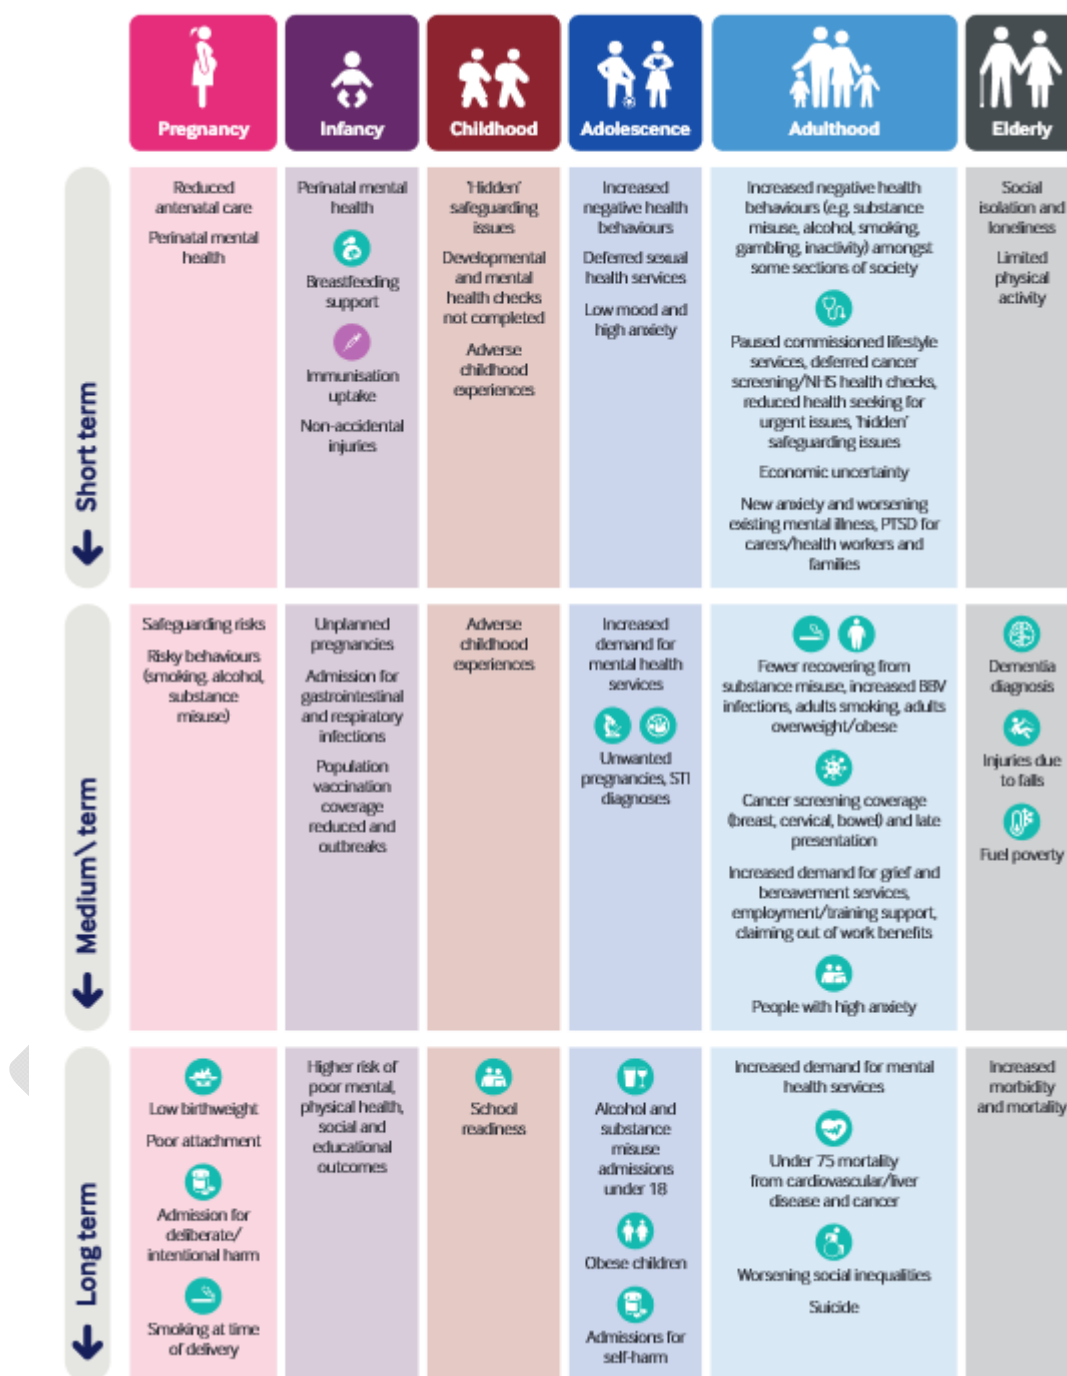 Pregnancy
Infancy
Childhood
Adolescence
Adulthood
Elderly
Short term
Reduced
antenatal care
Perinatal mental
health
Perinatal mental
health
Breastfeeding
support
Immunisation
uptake
Non-accidental
injuries
'Hidden'
safeguarding
issues
Developmental
and mental
health checks
not completed
Adverse
childhood
experiences
Increased
negative health
behaviours
Deferred sexual
health services
Low mood and
high anxiety
Increased negative health
behaviours (e.g. substance
misuse, alcohol, smoking,
gambling, inactivity) amongst
some sections of society
Paused commissioned lifestyle
services, deferred cancer
screening/NHS health checks,
reduced health seeking for
urgent issues, 'hidden'
safeguarding issues
Economic uncertainty
New anxiety and worsening
existing mental illness, PTSD for
carers/health workers and
families
Social
isolation and
loneliness
Limited
physical
activity
Medium\term
Safeguarding risks
Risky behaviours
(smoking, alcohol,
substance
misuse)
Unplanned
pregnancies
Admission for
gastrointestinal
and respiratory
infections
Population
vaccination
coverage
reduced and
outbreaks
Adverse
childhood
experiences
Increased
demand for
mental health
services
Unwanted
pregnancies, STI
diagnoses
Fewer recovering from
substance misuse, increased BBV
infections, adults smoking, adults
overweight/obese
Cancer screening coverage
(breast, cervical, bowel) and late
presentation
Increased demand for grief and
bereavement services,
employment/training support,
claiming out of work benefits
People with high anxiety
Dementia
diagnosis
Injuries due
to falls
Fuel poverty
Long term
Low birthweight
Poor attachment
Admission for
deliberate/
intentional harm
Smoking at time
of delivery
Higher risk of
poor mental,
physical health,
social and
educational
outcomes
School
readiness
Alcohol and
substance
misuse
admissions
under 18
Obese children
Admissions for
self-harm
Increased demand for mental
health services
Under 75 mortality
from cardiovascular/liver
disease and cancer
Worsening social inequalities
Suicide
Increased
morbidity
and mortality